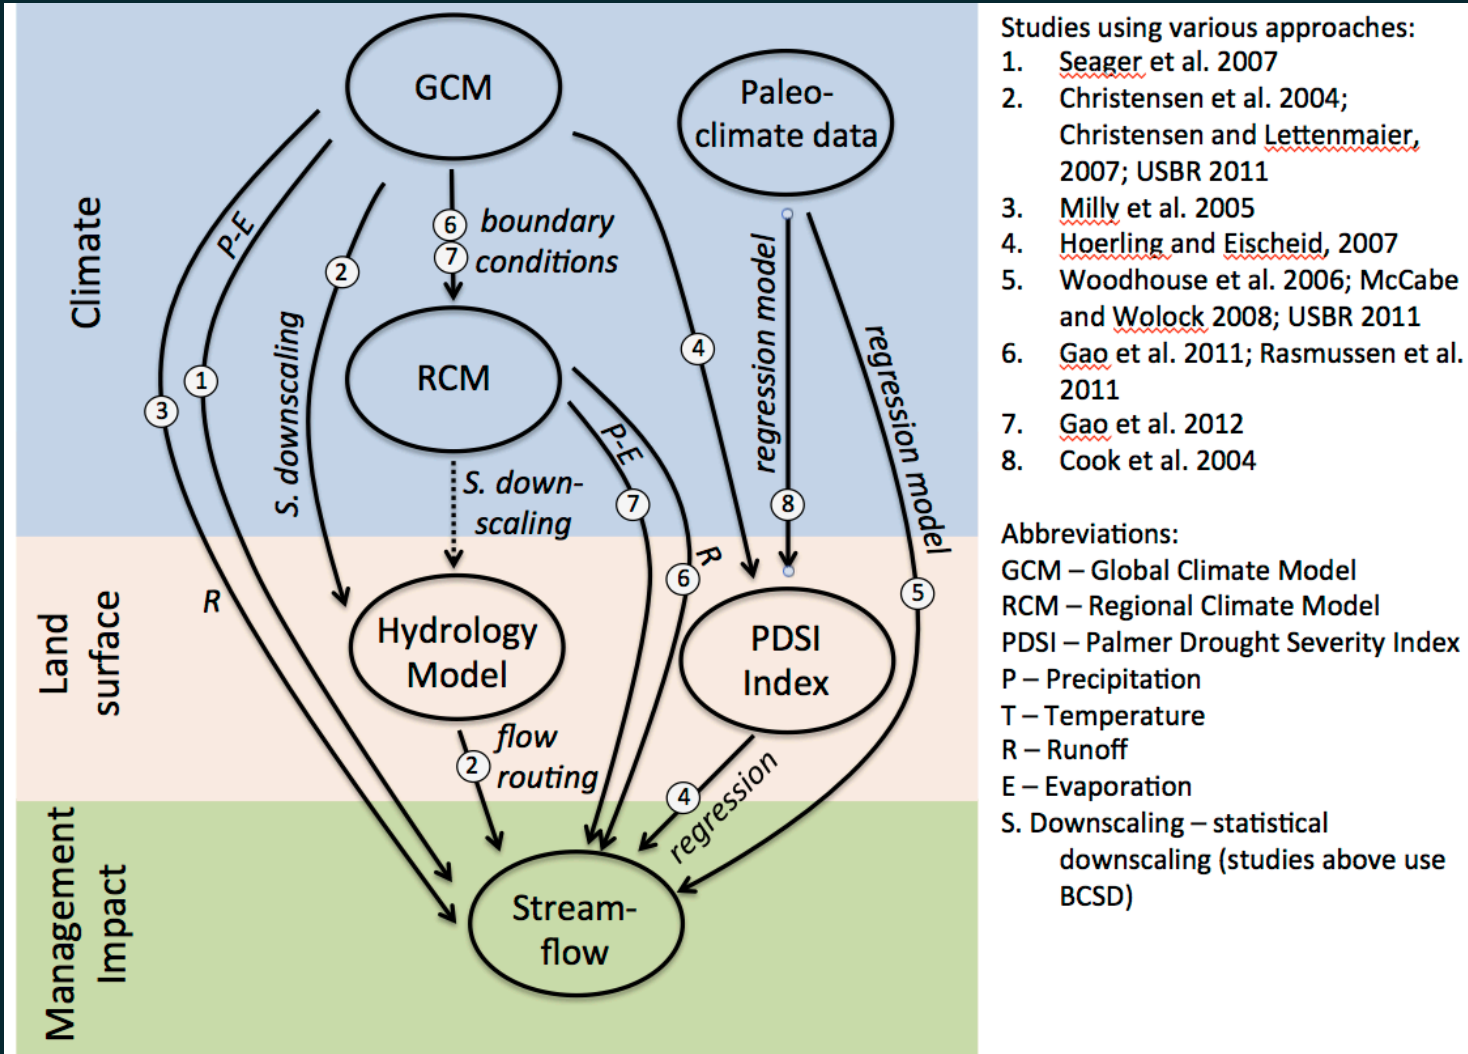 GCM
Paleo-
climate data
Climate
P-E
6
boundary
7
conditions
2
S. downscaling
regression model
regression model
4
1
3
RCM
P-E
S. down-
scaling
7
8
R
6
5
R
Land
surface
Hydrology
Model
PDSI
Index
flow
2
routing
4
regression
Management
Impact
Stream-
flow
Studies using various approaches:
1. Seager et al. 2007
2. Christensen et al. 2004;
Christensen and Lettenmaier,
2007; USBR 2011
3. Milly et al. 2005
4. Hoerling and Eischeid, 2007
5. Woodhouse et al. 2006; McCabe
and Wolock 2008; USBR 2011
6. Gao et al. 2011; Rasmussen et al.
2011
7. Gao et al. 2012
8. Cook et al. 2004
Abbreviations:
GCM – Global Climate Model
RCM – Regional Climate Model
PDSI – Palmer Drought Severity Index
P – Precipitation
T – Temperature
R – Runoff
E – Evaporation
S. Downscaling – statistical
downscaling (studies above use
BCSD)